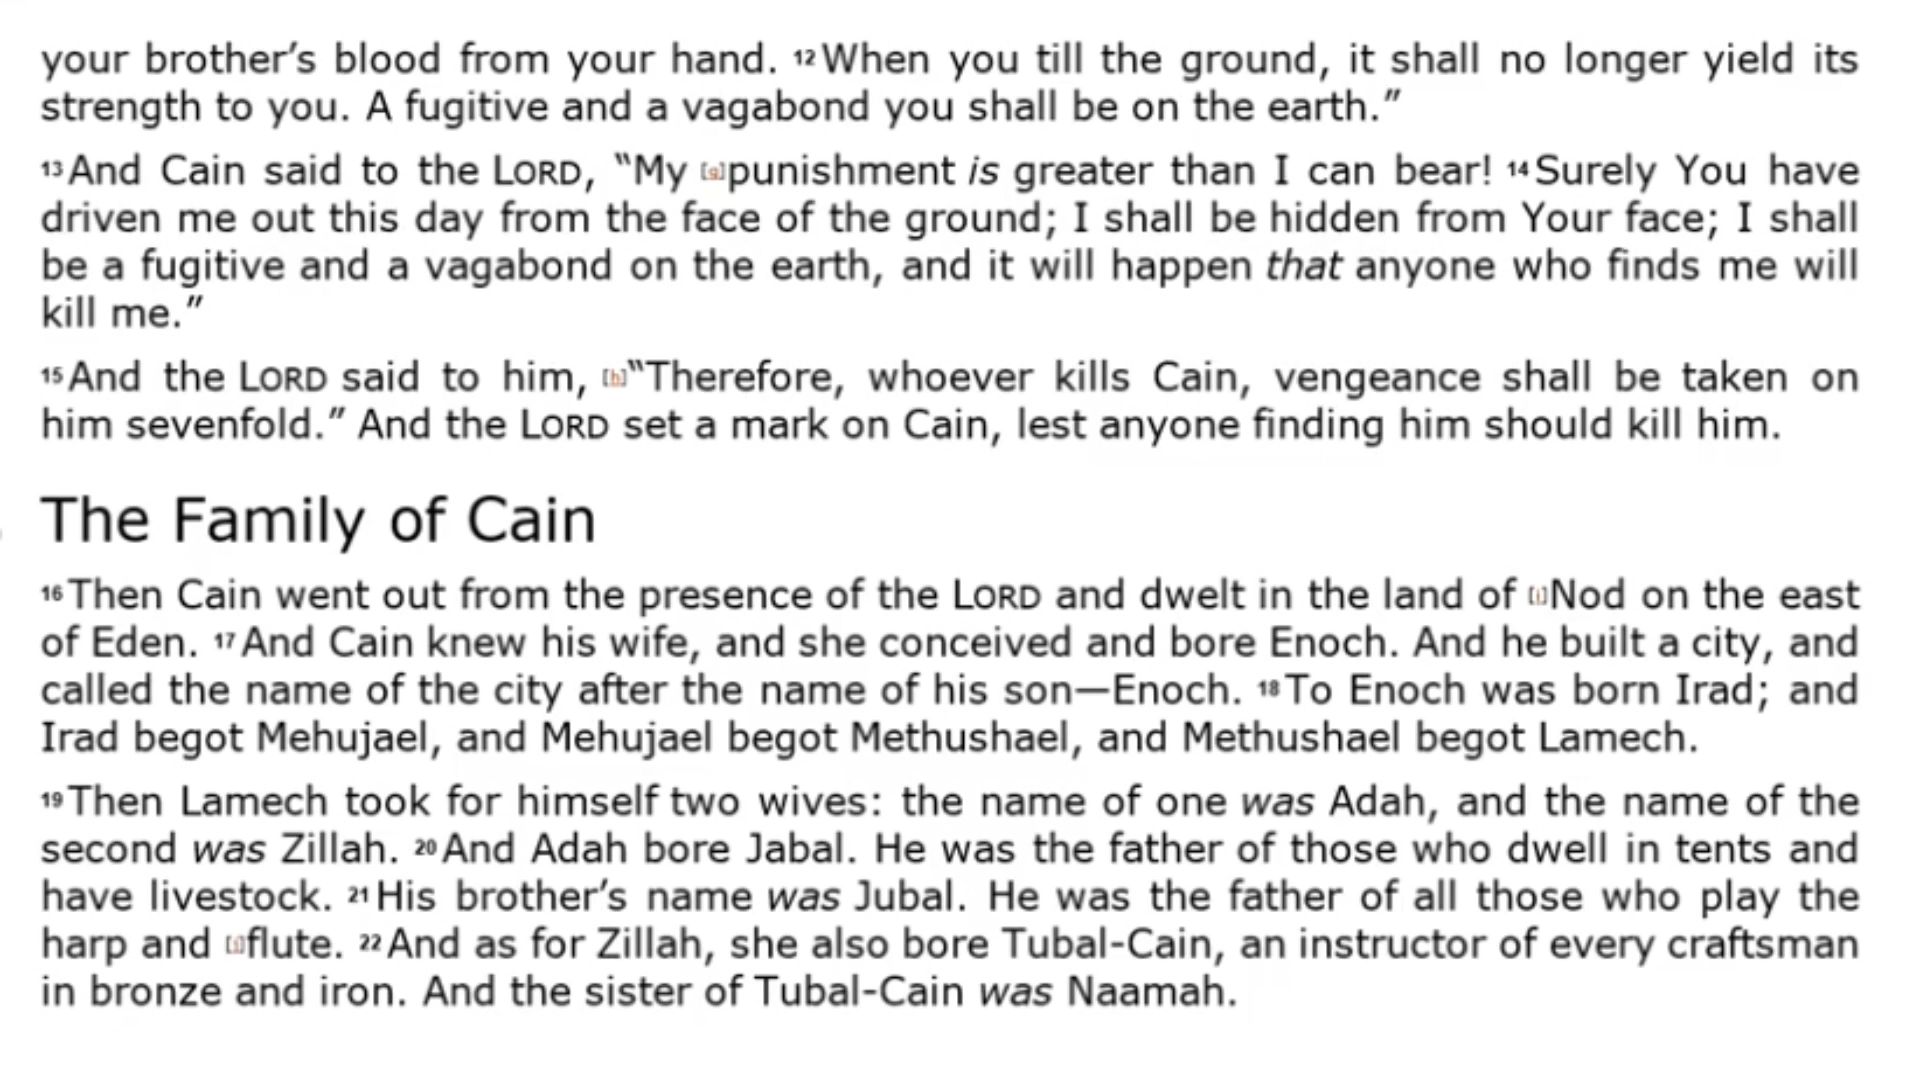 your brother’s blood from your hand. 12 When you till the ground, it shall no longer yield its
strength to you. A fugitive and a vagabond you shall be on the earth.”
13 And Cain said to the LORD, “My [g]punishment is greater than I can bear! 14 Surely You have
driven me out this day from the face of the ground; I shall be hidden from Your face; I shall
be a fugitive and a vagabond on the earth, and it will happen that anyone who finds me will
kill me.”
15 And the LORD said to him, [h]“Therefore, whoever kills Cain, vengeance shall be taken on
him sevenfold.” And the LORD set a mark on Cain, lest anyone finding him should kill him.
The Family of Cain
16 Then Cain went out from the presence of the LORD and dwelt in the land of [i]Nod on the east
of Eden. 17 And Cain knew his wife, and she conceived and bore Enoch. And he built a city, and
called the name of the city after the name of his son—Enoch. 18 To Enoch was born Irad; and
Irad begot Mehujael, and Mehujael begot Methushael, and Methushael begot Lamech.
19 Then Lamech took for himself two wives: the name of one was Adah, and the name of the
second was Zillah. 20 And Adah bore Jabal. He was the father of those who dwell in tents and
have livestock. 21 His brother’s name was Jubal. He was the father of all those who play the
harp and [j]flute. 22 And as for Zillah, she also bore Tubal-Cain, an instructor of every craftsman
in bronze and iron. And the sister of Tubal-Cain was Naamah.